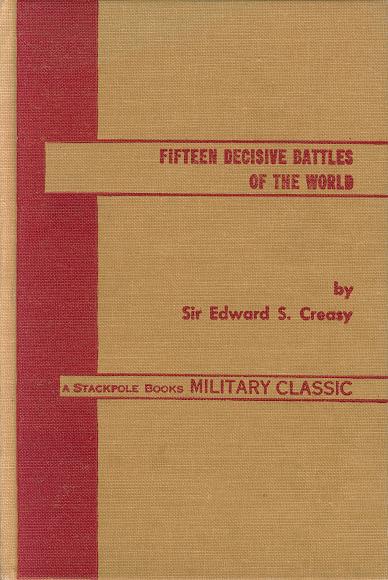 FIFTEEN DECISIVE BATTLES
OF THE WORLD
by
Sir Edward S. Creasy
A STACKPOLE BOOKS MILITARY CLASSIC